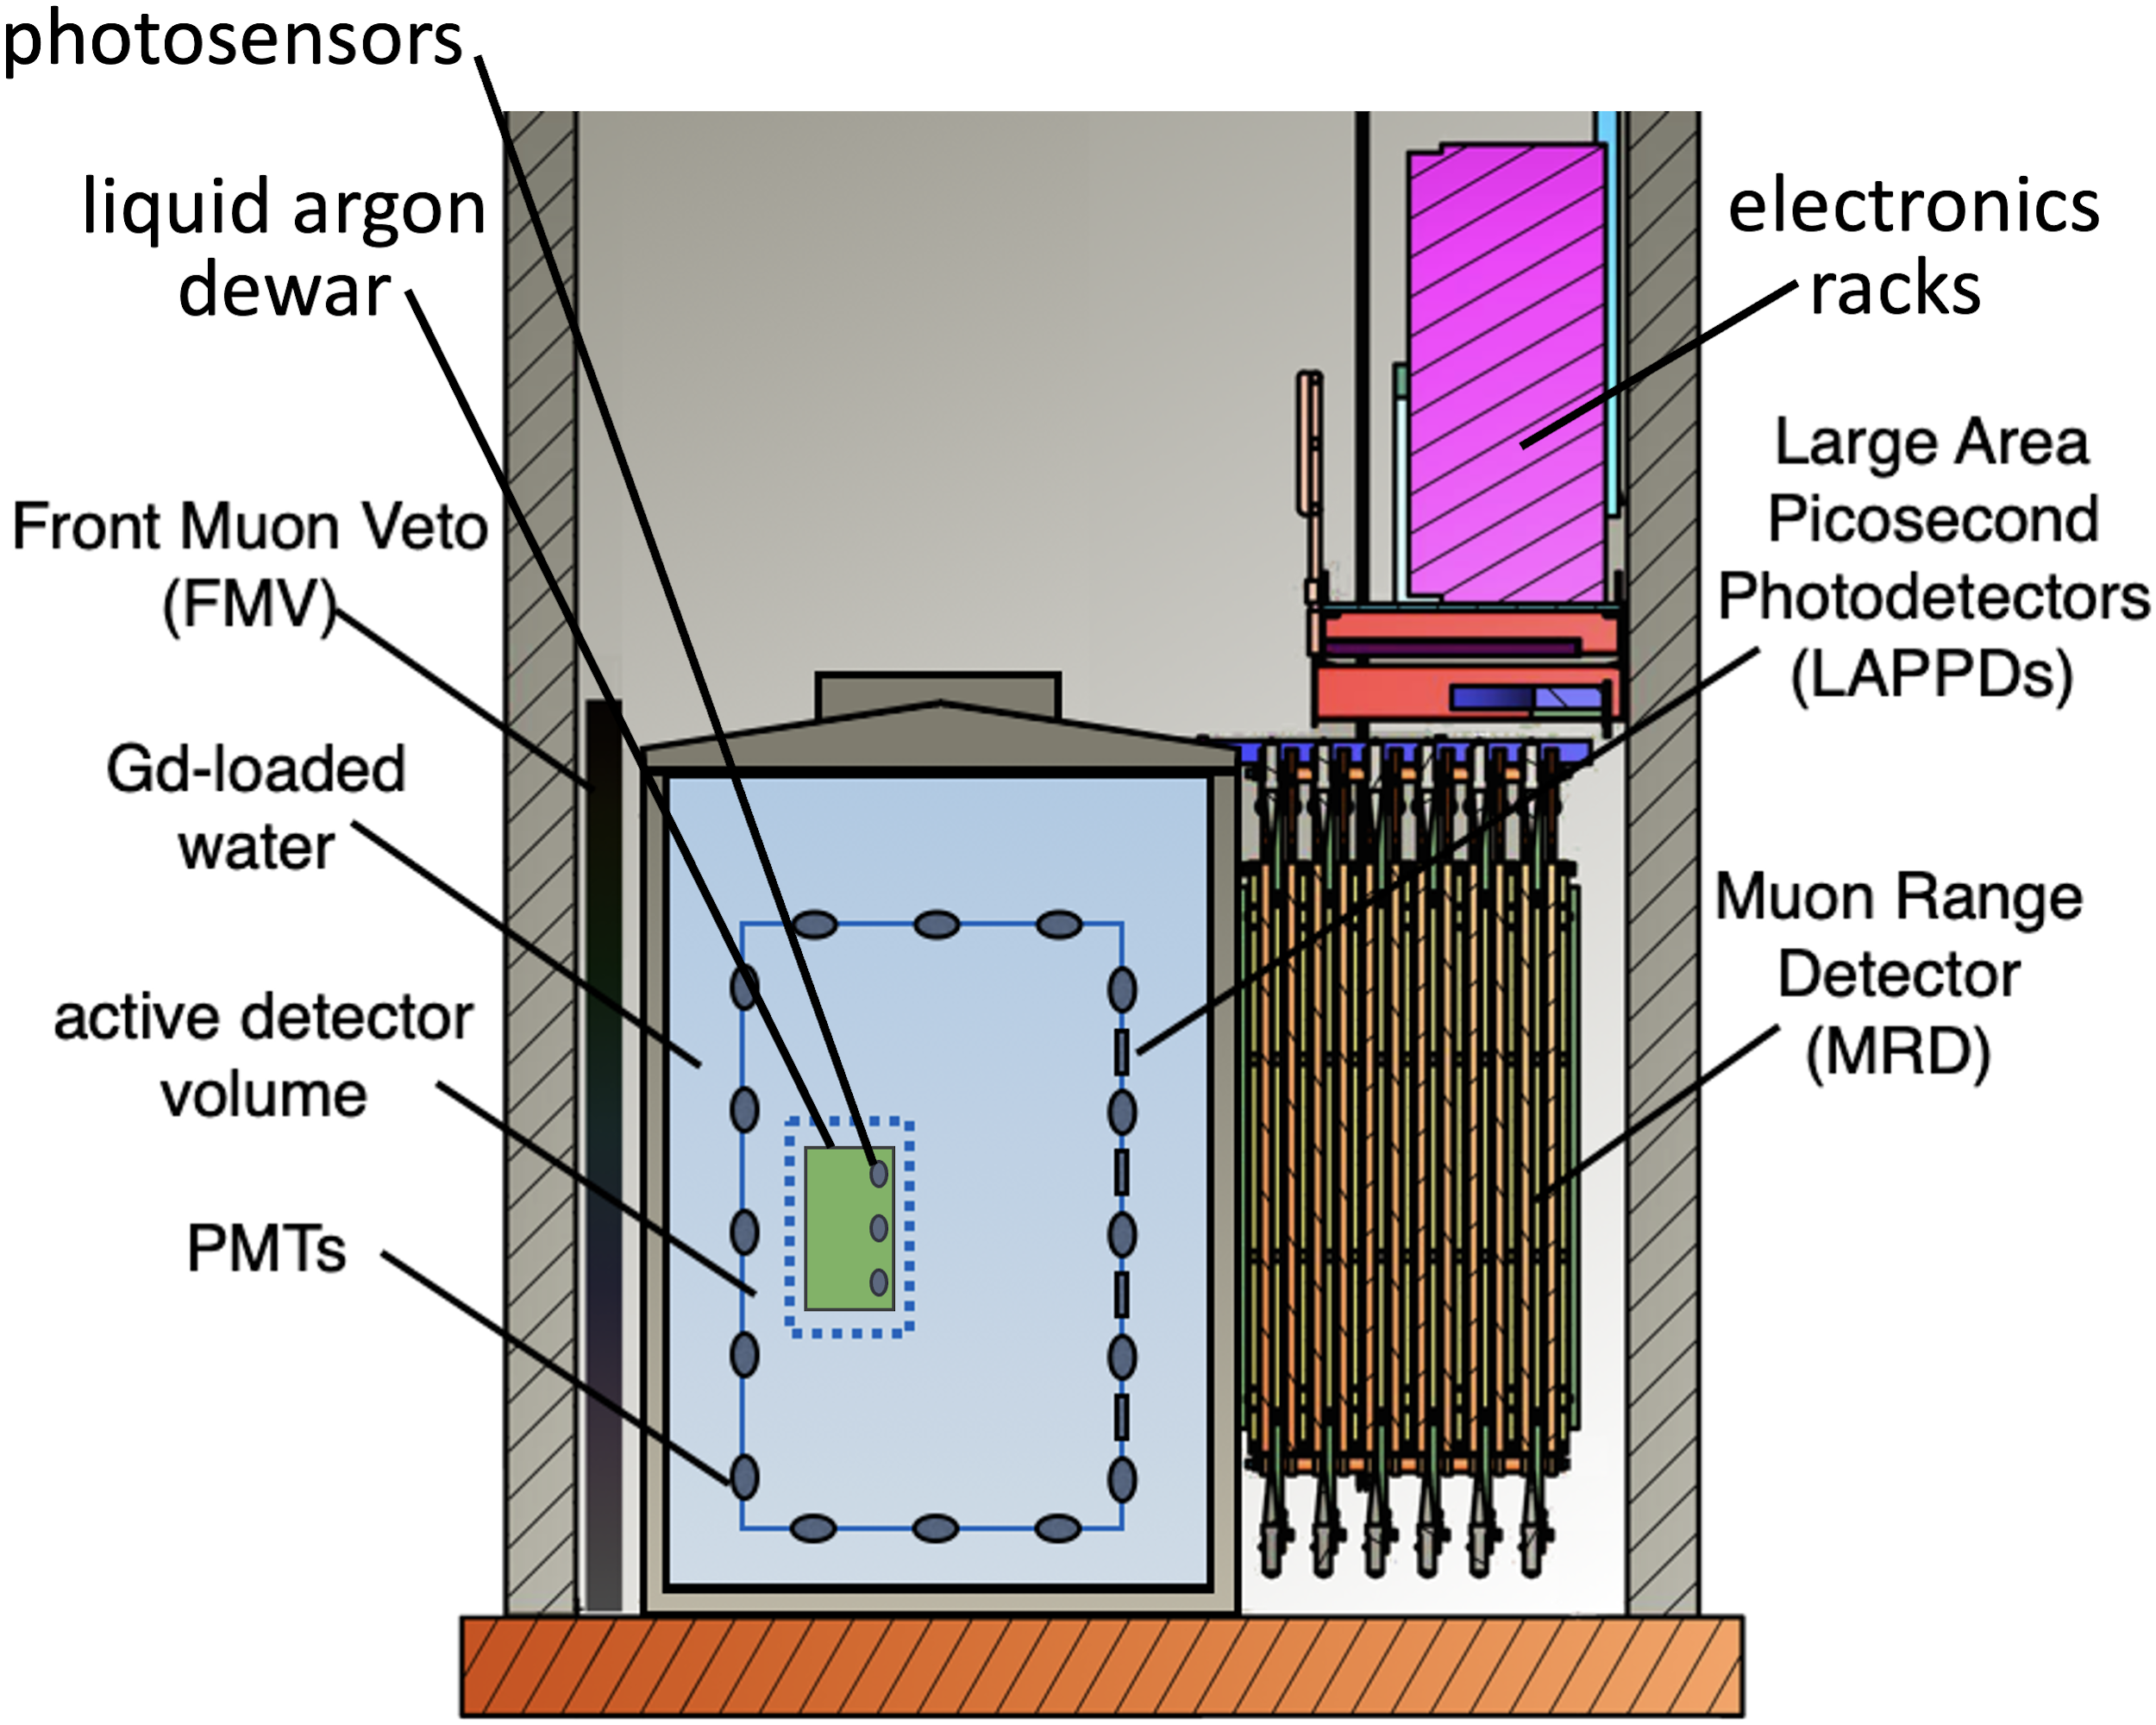 photosensors
liquid argon
dewar
Front Muon Veto
(FMV)
Gd-loaded
water
active detector
volume
PMTs
electronics
racks
Large Area
Picosecond
Photodetectors
(LAPPDs)
Muon Range
Detector
(MRD)